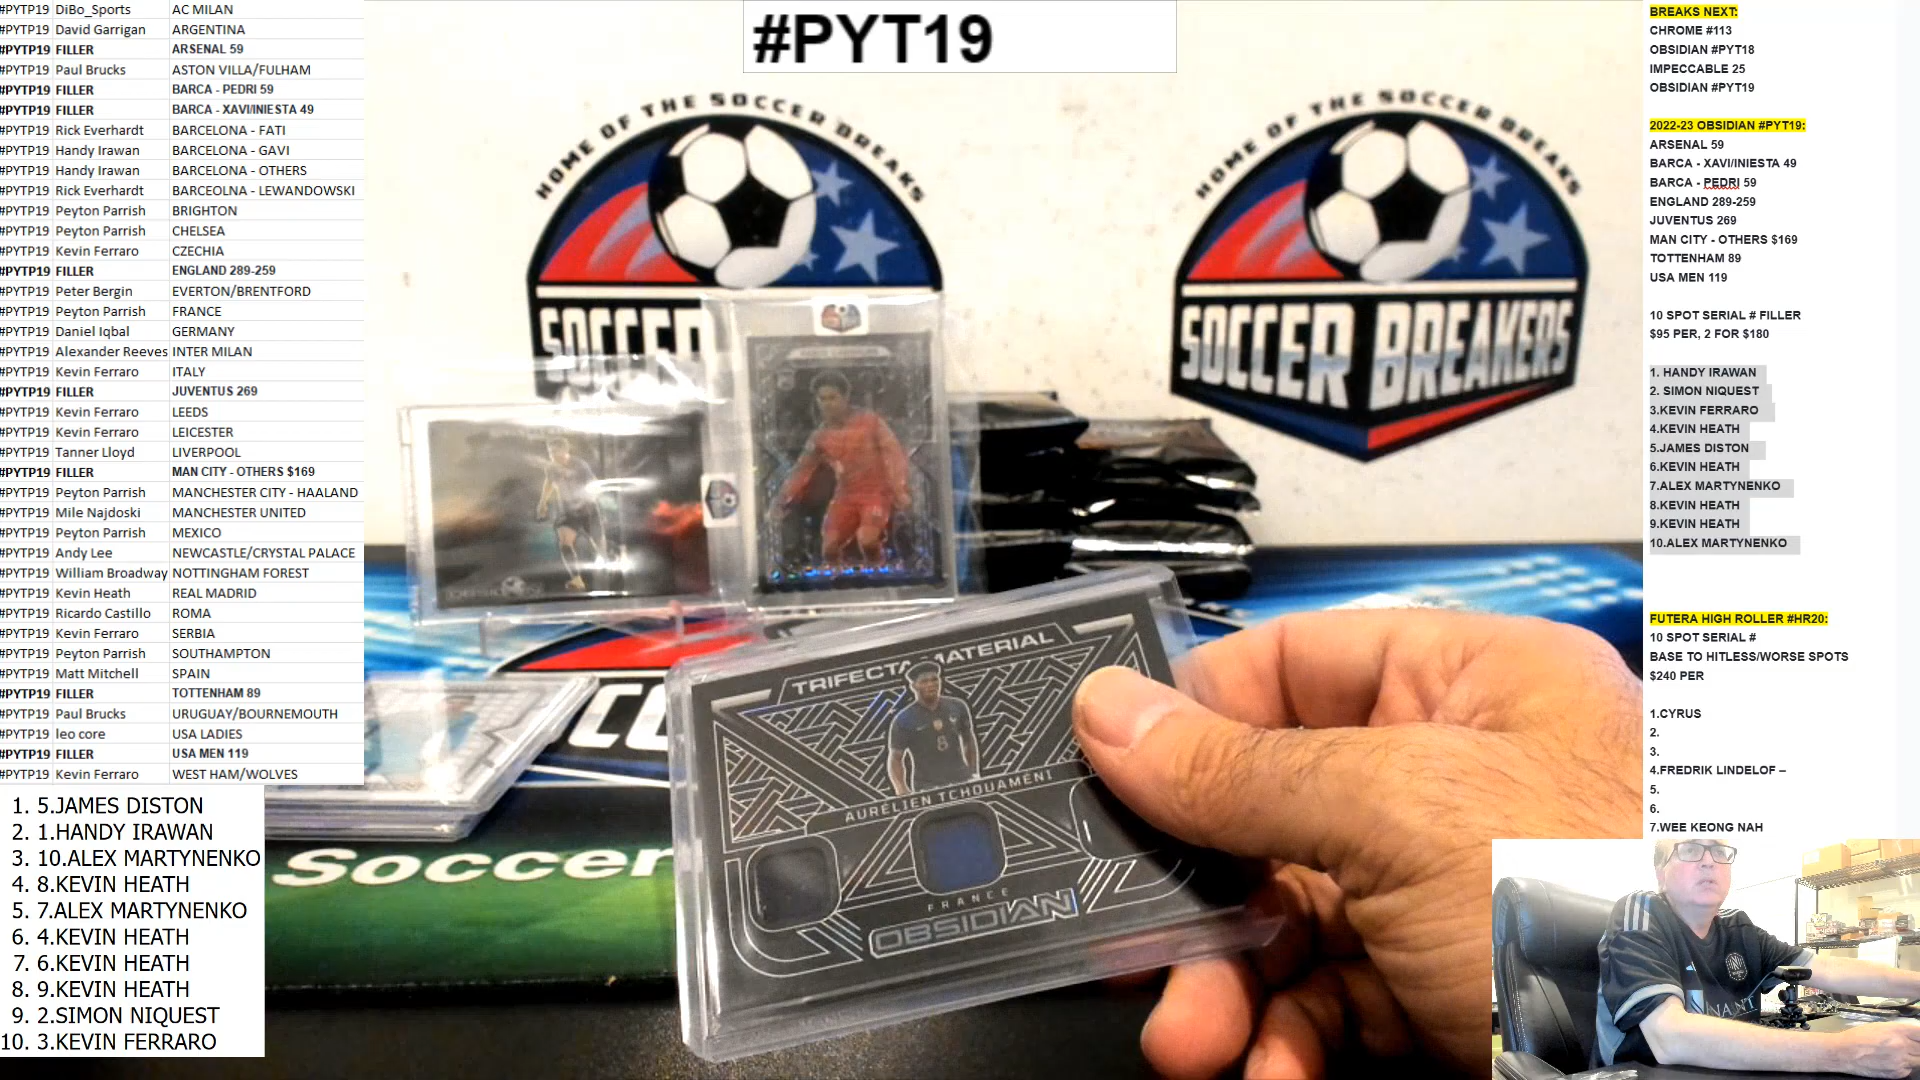 #PYTP19 DiBo_Sports AC MILAN
#PYTP19 David Garrigan ARGENTINA
#PYTP19 FILLER ARSENAL 59
#PYTP19 Paul Brucks ASTON VILLA/FULHAM
#PYTP19 FILLER BARCA - PEDRI 59
#PYTP19 FILLER BARCA - XAVI/INIESTA 49
#PYTP19 Rick Everhardt BARCELONA - FATI
#PYTP19 Handy Irawan BARCELONA - GAVI
#PYTP19 Handy Irawan BARCELONA - OTHERS
#PYTP19 Rick Everhardt BARCEOLNA - LEWANDOWSKI
#PYTP19 Peyton Parrish BRIGHTON
#PYTP19 Peyton Parrish CHELSEA
#PYTP19 Kevin Ferraro CZECHIA
#PYTP19 FILLER ENGLAND 289-259
#PYTP19 Peter Bergin EVERTON/BRENTFORD
#PYTP19 Peyton Parrish FRANCE
#PYTP19 Daniel Iqbal GERMANY
#PYTP19 Alexander Reeves INTER MILAN
#PYTP19 Kevin Ferraro ITALY
#PYTP19 FILLER JUVENTUS 269
#PYTP19 Kevin Ferraro LEEDS
#PYTP19 Kevin Ferraro LEICESTER
#PYTP19 Tanner Lloyd LIVERPOOL
#PYTP19 FILLER MAN CITY - OTHERS $169
#PYTP19 Peyton Parrish MANCHESTER CITY - HAALAND
#PYTP19 Mile Najdoski MANCHESTER UNITED
#PYTP19 Peyton Parrish MEXICO
#PYTP19 Andy Lee NEWCASTLE/CRYSTAL PALACE
#PYTP19 William Broadway NOTTINGHAM FOREST
#PYTP19 Kevin Heath REAL MADRID
#PYTP19 Ricardo Castillo ROMA
#PYTP19 Kevin Ferraro SERBIA
#PYTP19 Peyton Parrish SOUTHAMPTON
#PYTP19 Matt Mitchell SPAIN
#PYTP19 FILLER TOTTENHAM 89
#PYTP19 Paul Brucks URUGUAY/BOURNEMOUTH
#PYTP19 leo core USA LADIES
#PYTP19 FILLER USA MEN 119
#PYTP19 Kevin Ferraro WEST HAM/WOLVES
1. 5.JAMES DISTON
2. 1.HANDY IRAWAN
3. 10.ALEX MARTYNENKO
4. 8.KEVIN HEATH
5. 7.ALEX MARTYNENKO
6. 4.KEVIN HEATH
7. 6.KEVIN HEATH
8. 9.KEVIN HEATH
9. 2.SIMON NIQUEST
10. 3.KEVIN FERRARO
#PYT19
HOME OF THE SOCCER BREAKS
SOCCER
HOME OF THE SOCCER BREAKS
SOCCER BREAKERS
TRIFECTA MATERIAL
AURÉLIEN TCHOUAMÉNI
FRANCE
OBSIDIAN
Soccer
BREAKS NEXT:
CHROME #113
OBSIDIAN #PYT18
IMPECCABLE 25
OBSIDIAN #PYT19
2022-23 OBSIDIAN #PYT19:
ARSENAL 59
BARCA - XAVI/INIESTA 49
BARCA - PEDRI 59
ENGLAND 289-259
JUVENTUS 269
MAN CITY - OTHERS $169
TOTTENHAM 89
USA MEN 119
10 SPOT SERIAL # FILLER
$95 PER, 2 FOR $180
1. HANDY IRAWAN
2. SIMON NIQUEST
3.KEVIN FERRARO
4.KEVIN HEATH
5.JAMES DISTON
6.KEVIN HEATH
7.ALEX MARTYNENKO
8.KEVIN HEATH
9.KEVIN HEATH
10.ALEX MARTYNENKO
FUTERA HIGH ROLLER #HR20:
10 SPOT SERIAL #
BASE TO HITLESS/WORSE SPOTS
$240 PER
1.CYRUS
2.
3.
4.FREDRIK LINDELOF –
5.
6.
7.WEE KEONG NAH